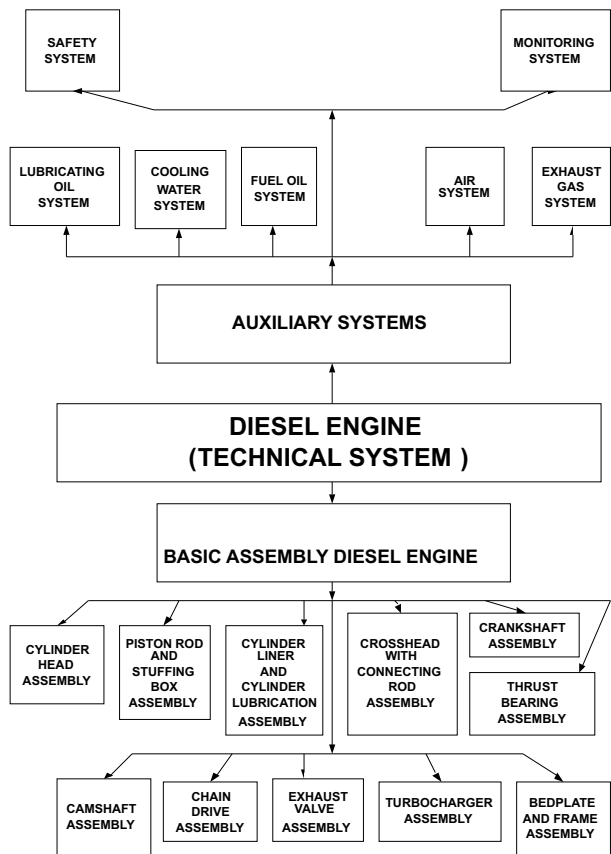 SAFETY
SYSTEM
MONITORING
SYSTEM
LUBRICATING
OIL
SYSTEM
COOLING
WATER
SYSTEM
FUEL OIL
SYSTEM
AIR
SYSTEM
EXHAUST
GAS
SYSTEM
AUXILIARY SYSTEMS
DIESEL ENGINE
(TECHNICAL SYSTEM )
BASIC ASSEMBLY DIESEL ENGINE
CYLINDER
HEAD
ASSEMBLY
PISTON ROD
AND
STUFFING
BOX
ASSEMBLY
CYLINDER
LINER
AND
CYLINDER
LUBRICATION
ASSEMBLY
CROSSHEAD
WITH
CONNECTING
ROD
ASSEMBLY
CRANKSHAFT
ASSEMBLY
THRUST
BEARING
ASSEMBLY
CAMSHAFT
ASSEMBLY
CHAIN
DRIVE
ASSEMBLY
EXHAUST
VALVE
ASSEMBLY
TURBOCHARGER
ASSEMBLY
BEDPLATE
AND FRAME
ASSEMBLY